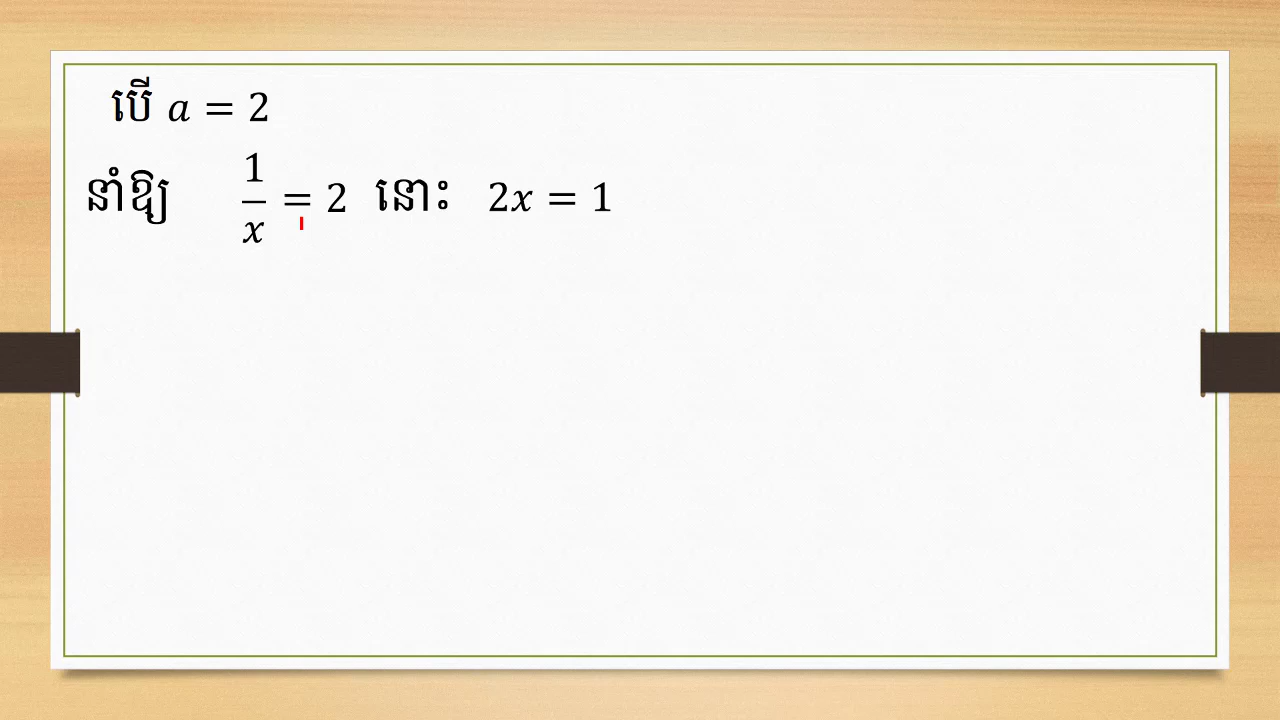 បើ a = 2
នាំឱ្យ 1/x = 2 នោះ 2x = 1